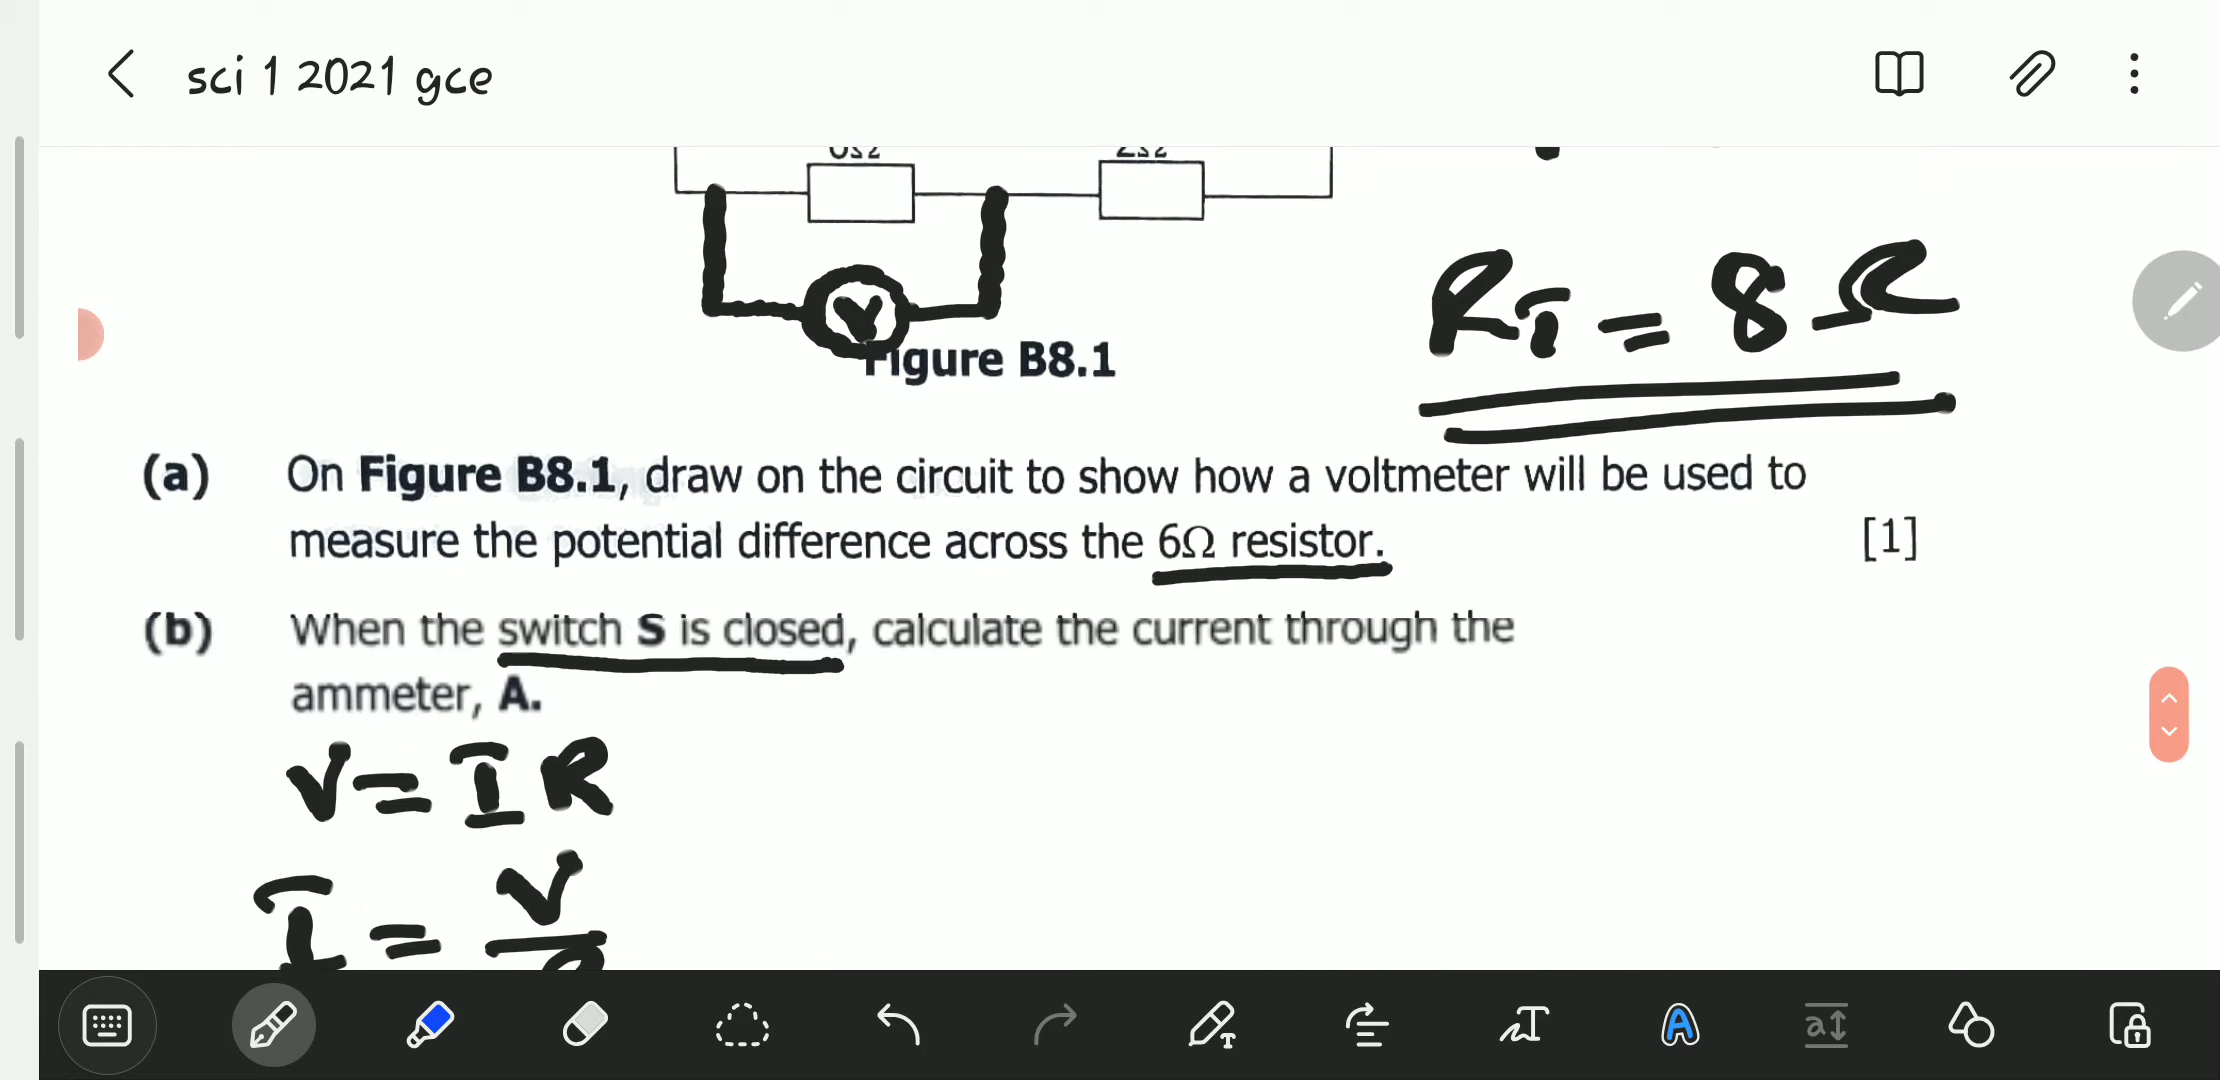 sci 1 2021 gce
V
Figure B8.1
RT = 8Ω
(a) On Figure B8.1, draw on the circuit to show how a voltmeter will be used to
measure the potential difference across the 6Ω resistor. [1]
(b) When the switch S is closed, calculate the current through the
ammeter, A.
V = IR
I = V